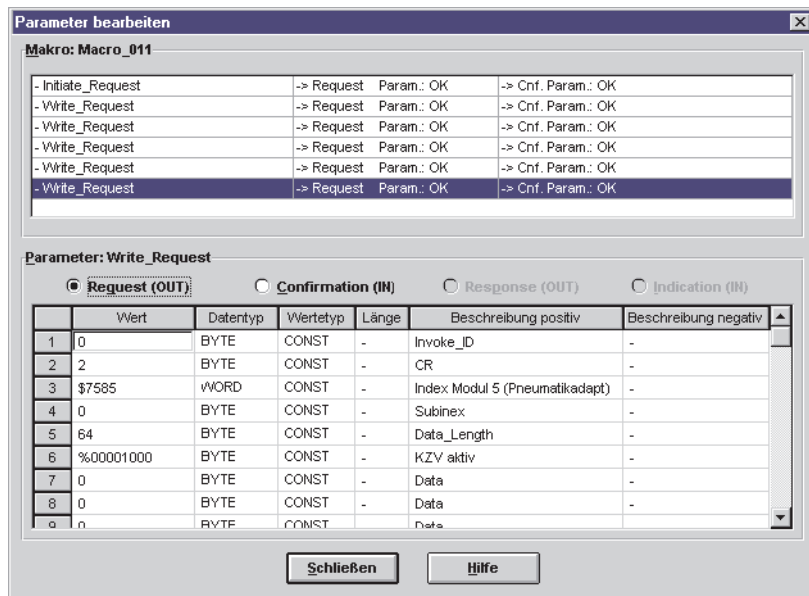 Parameter bearbeiten
Makro: Macro_011
- Initiate_Request -> Request Param.: OK -> Cnf. Param.: OK
- Write_Request -> Request Param.: OK -> Cnf. Param.: OK
- Write_Request -> Request Param.: OK -> Cnf. Param.: OK
- Write_Request -> Request Param.: OK -> Cnf. Param.: OK
- Write_Request -> Request Param.: OK -> Cnf. Param.: OK
- Write_Request -> Request Param.: OK -> Cnf. Param.: OK
Parameter: Write_Request
Request (OUT) Confirmation (IN) Response (OUT) Indication (IN)
Wert Datentyp Wertetyp Länge Beschreibung positiv Beschreibung negativ
1 0 BYTE CONST - Invoke_ID -
2 2 BYTE CONST - CR -
3 $7585 WORD CONST - Index Modul 5 (Pneumatikadapt) -
4 0 BYTE CONST - Subinex -
5 64 BYTE CONST - Data_Length -
6 %00001000 BYTE CONST - KZV aktiv -
7 0 BYTE CONST - Data -
8 0 BYTE CONST - Data -
9 0 BYTE CONST Data
Schließen Hilfe